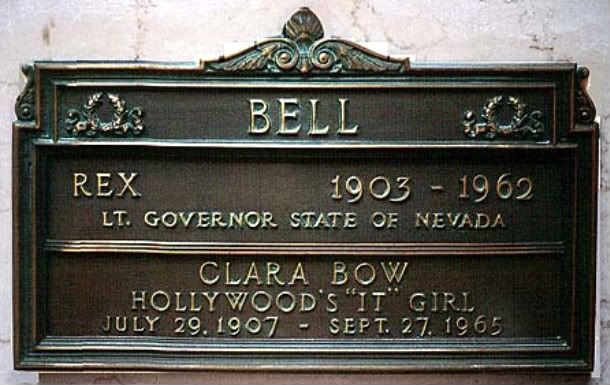 BELL
REX 1903 - 1962
LT. GOVERNOR STATE OF NEVADA
CLARA BOW
HOLLYWOOD'S "IT" GIRL
JULY 29, 1907 - SEPT. 27, 1965